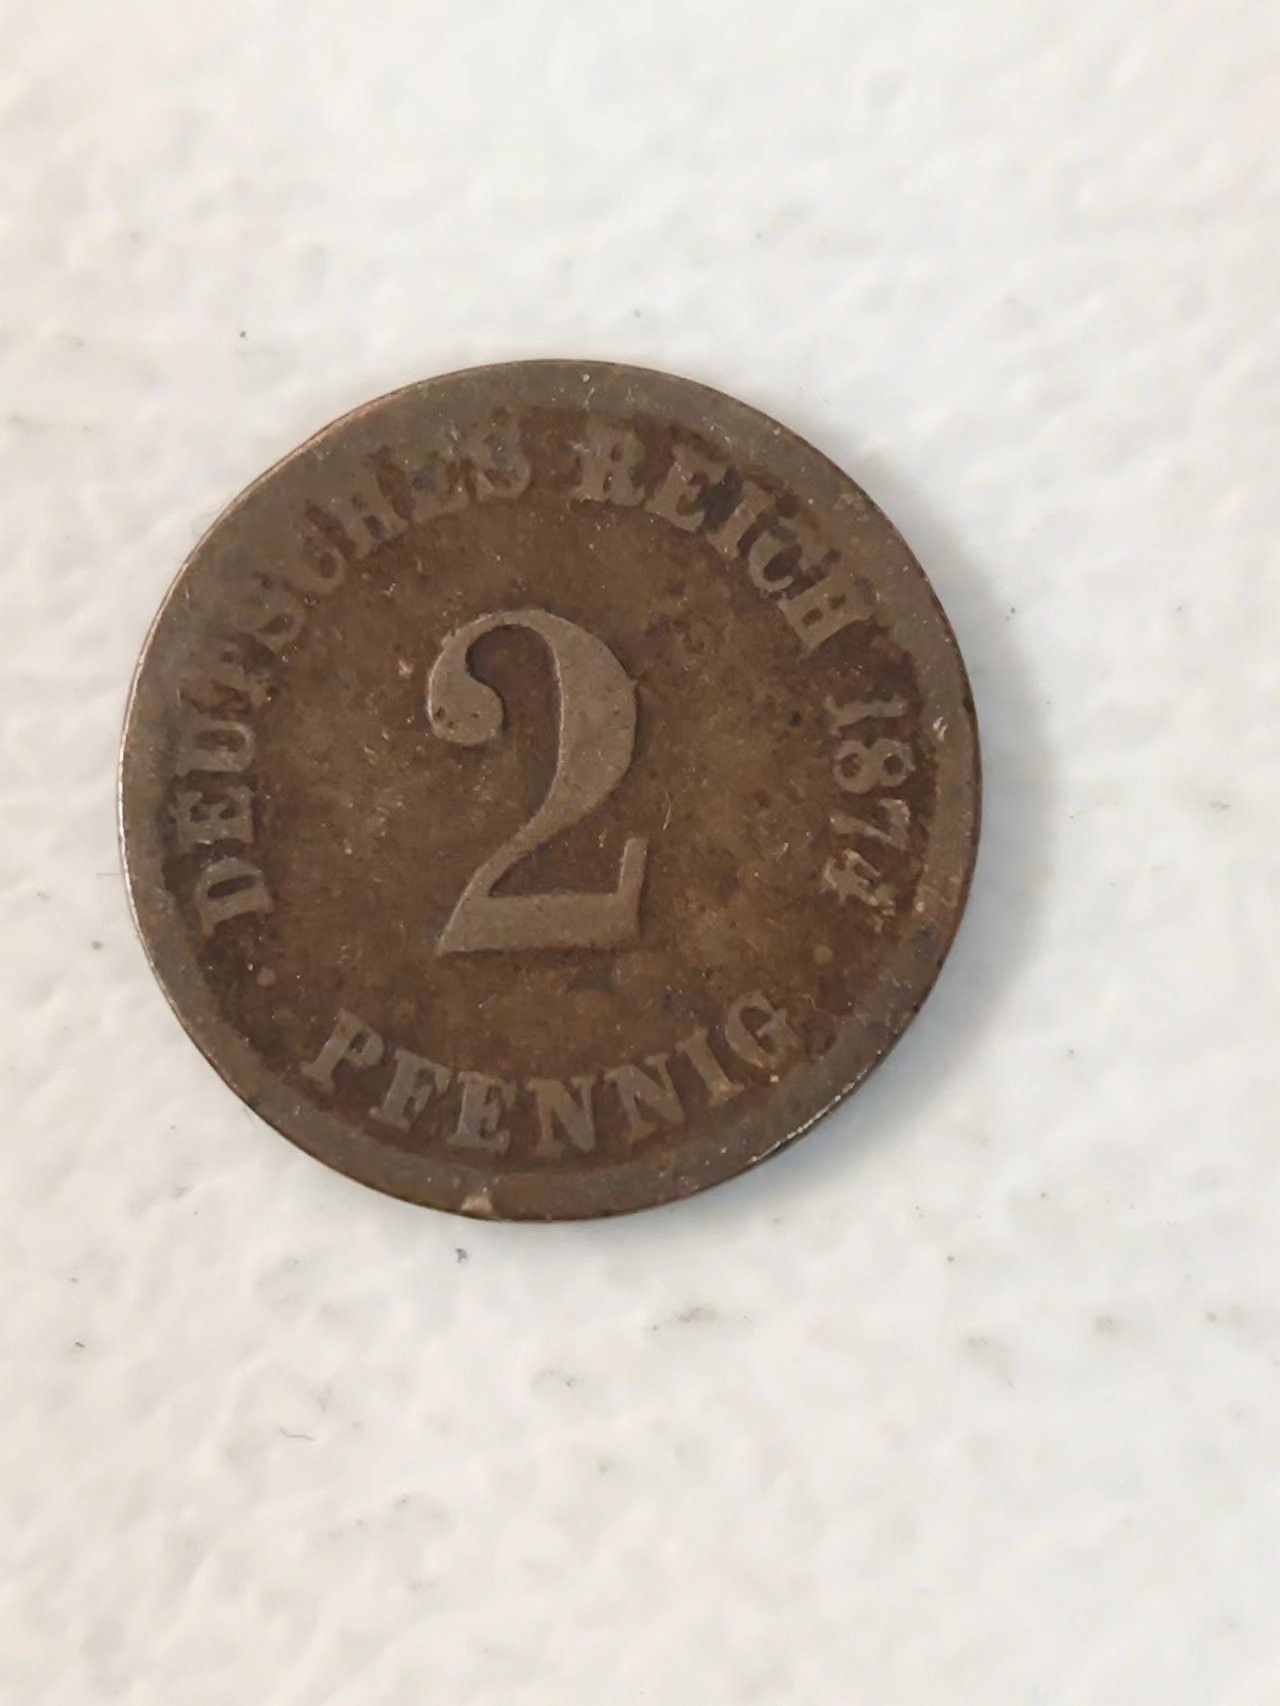 DEUTSCHES REICH 1874
2
PFENNIG